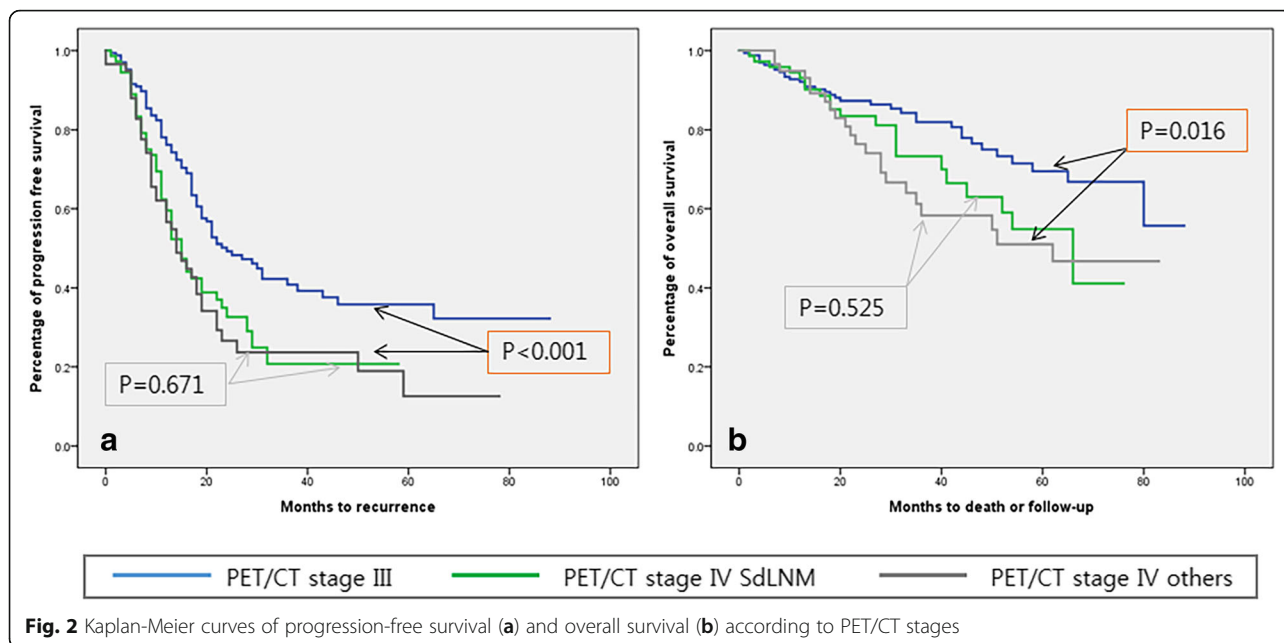 Percentage of progression free survival
1.0
0.8
0.6
0.4
0.2
0.0
P<0.001
P=0.671
a
0 20 40 60 80 100
Months to recurrence
Percentage of overall survival
1.0
0.8
0.6
0.4
0.2
0.0
P=0.016
P=0.525
b
0 20 40 60 80 100
Months to death or follow-up
PET/CT stage III PET/CT stage IV SdLNM PET/CT stage IV others
Fig. 2 Kaplan-Meier curves of progression-free survival (a) and overall survival (b) according to PET/CT stages